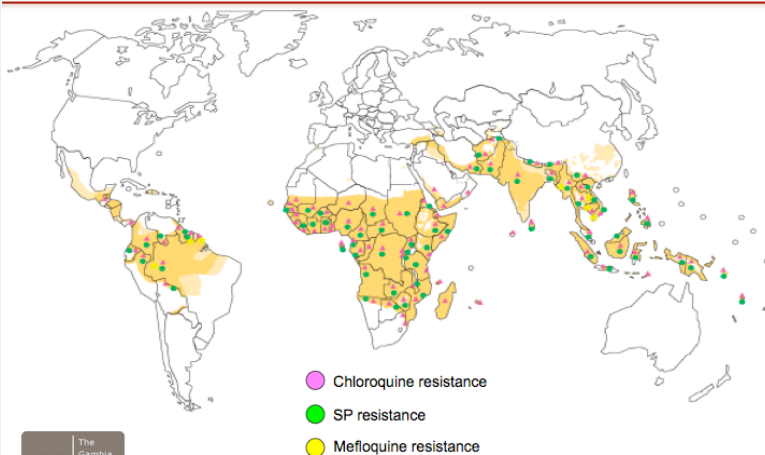 Chloroquine resistance
SP resistance
Mefloquine resistance
The
Gambia